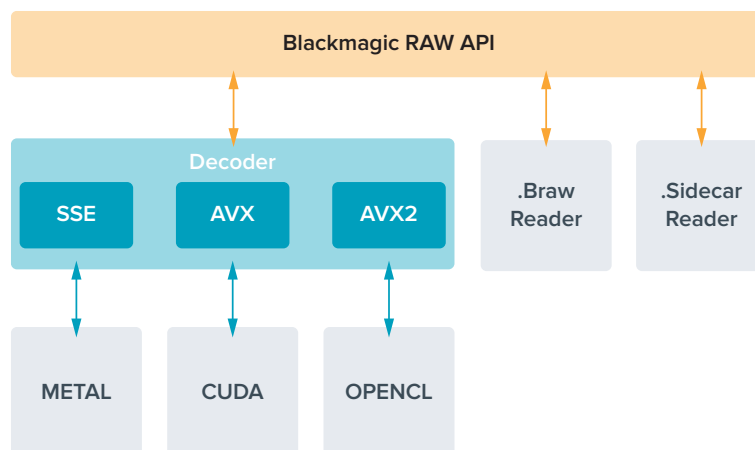 Blackmagic RAW API
Decoder
SSE
AVX
AVX2
.Braw
Reader
.Sidecar
Reader
METAL
CUDA
OPENCL